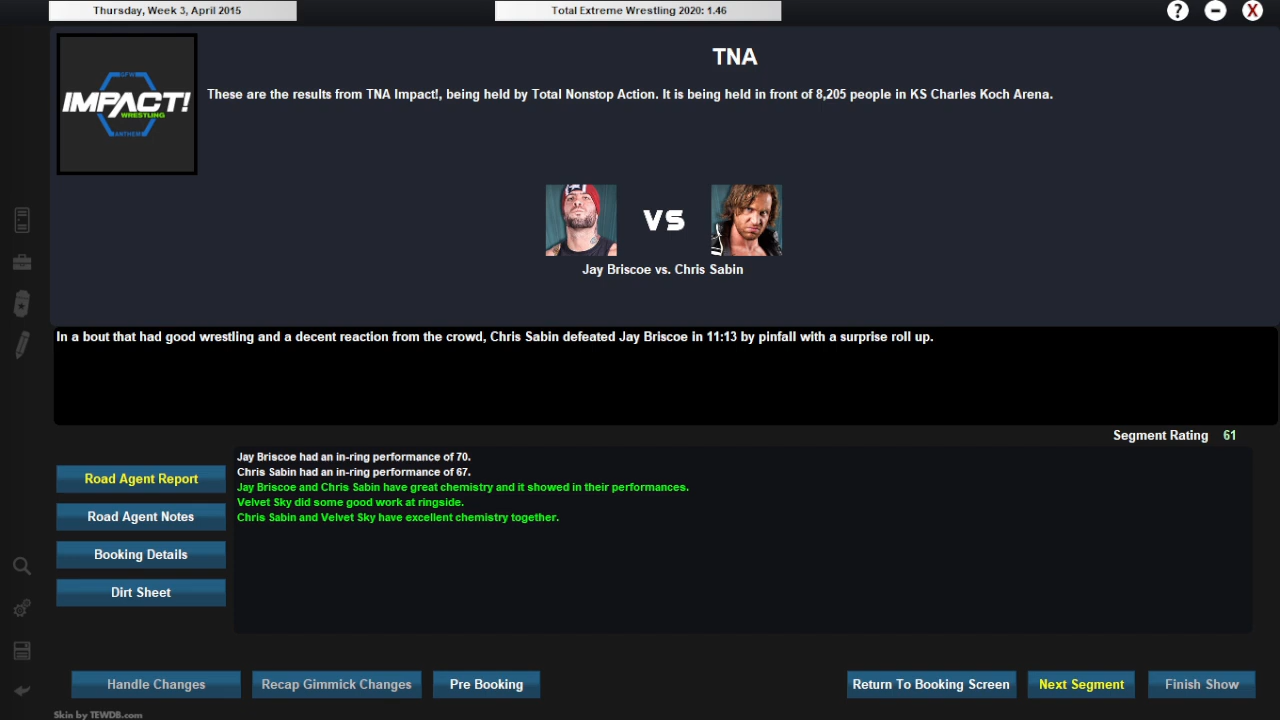 Thursday, Week 3, April 2015
Total Extreme Wrestling 2020: 1.46
?
X
TNA
GFW
IMPACT!
WRESTLING
ANTHEM
These are the results from TNA Impact!, being held by Total Nonstop Action. It is being held in front of 8,205 people in KS Charles Koch Arena.
VS
Jay Briscoe vs. Chris Sabin
In a bout that had good wrestling and a decent reaction from the crowd, Chris Sabin defeated Jay Briscoe in 11:13 by pinfall with a surprise roll up.
Segment Rating 61
Road Agent Report
Road Agent Notes
Booking Details
Dirt Sheet
Jay Briscoe had an in-ring performance of 70.
Chris Sabin had an in-ring performance of 67.
Jay Briscoe and Chris Sabin have great chemistry and it showed in their performances.
Velvet Sky did some good work at ringside.
Chris Sabin and Velvet Sky have excellent chemistry together.
Handle Changes
Recap Gimmick Changes
Pre Booking
Return To Booking Screen
Next Segment
Finish Show
Skin by TEWDB.com